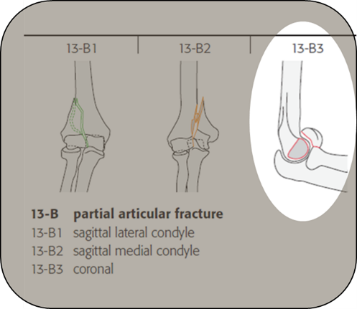 13-B1 13-B2 13-B3
13-B partial articular fracture
13-B1 sagittal lateral condyle
13-B2 sagittal medial condyle
13-B3 coronal